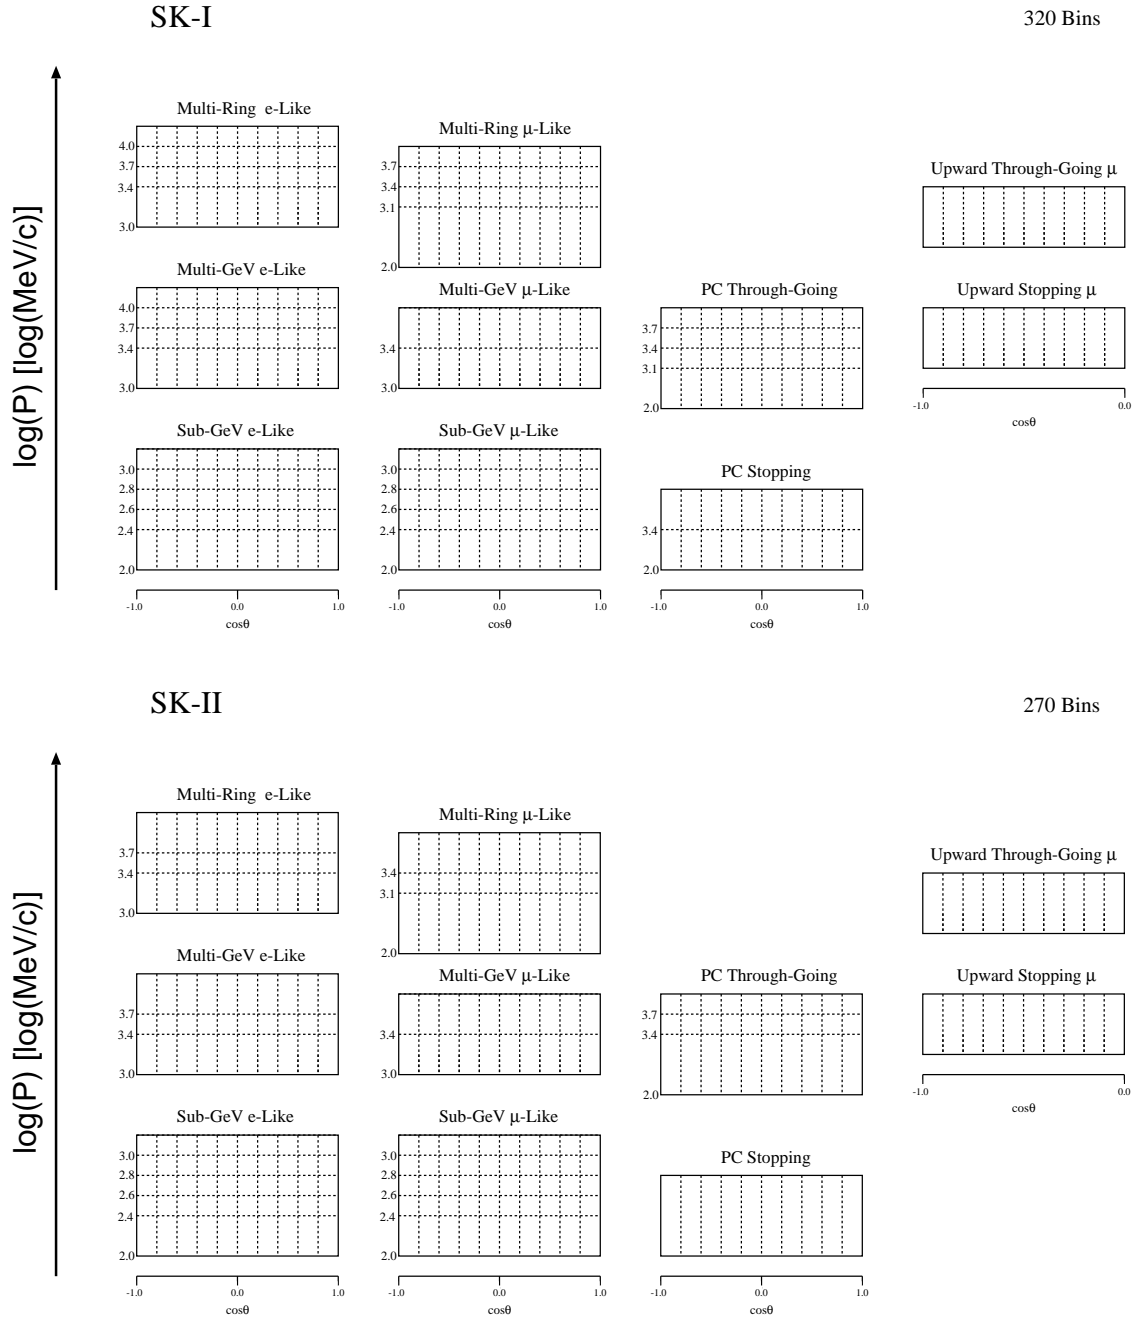 SK-I
320 Bins
log(P) [log(MeV/c)]
Multi-Ring e-Like
4.0
3.7
3.4
3.0
Multi-Ring μ-Like
3.7
3.4
3.1
2.0
Upward Through-Going μ
Multi-GeV e-Like
4.0
3.7
3.4
3.0
Multi-GeV μ-Like
3.4
3.0
PC Through-Going
3.7
3.4
3.1
2.0
Upward Stopping μ
-1.0
0.0
cosθ
Sub-GeV e-Like
3.0
2.8
2.6
2.4
2.0
-1.0
0.0
1.0
cosθ
Sub-GeV μ-Like
3.0
2.8
2.6
2.4
2.0
-1.0
0.0
1.0
cosθ
PC Stopping
3.4
2.0
-1.0
0.0
1.0
cosθ
SK-II
270 Bins
log(P) [log(MeV/c)]
Multi-Ring e-Like
3.7
3.4
3.0
Multi-Ring μ-Like
3.4
3.1
2.0
Upward Through-Going μ
Multi-GeV e-Like
3.7
3.4
3.0
Multi-GeV μ-Like
3.4
3.0
PC Through-Going
3.7
3.4
2.0
Upward Stopping μ
-1.0
0.0
cosθ
Sub-GeV e-Like
3.0
2.8
2.6
2.4
2.0
-1.0
0.0
1.0
cosθ
Sub-GeV μ-Like
3.0
2.8
2.6
2.4
2.0
-1.0
0.0
1.0
cosθ
PC Stopping
-1.0
0.0
1.0
cosθ